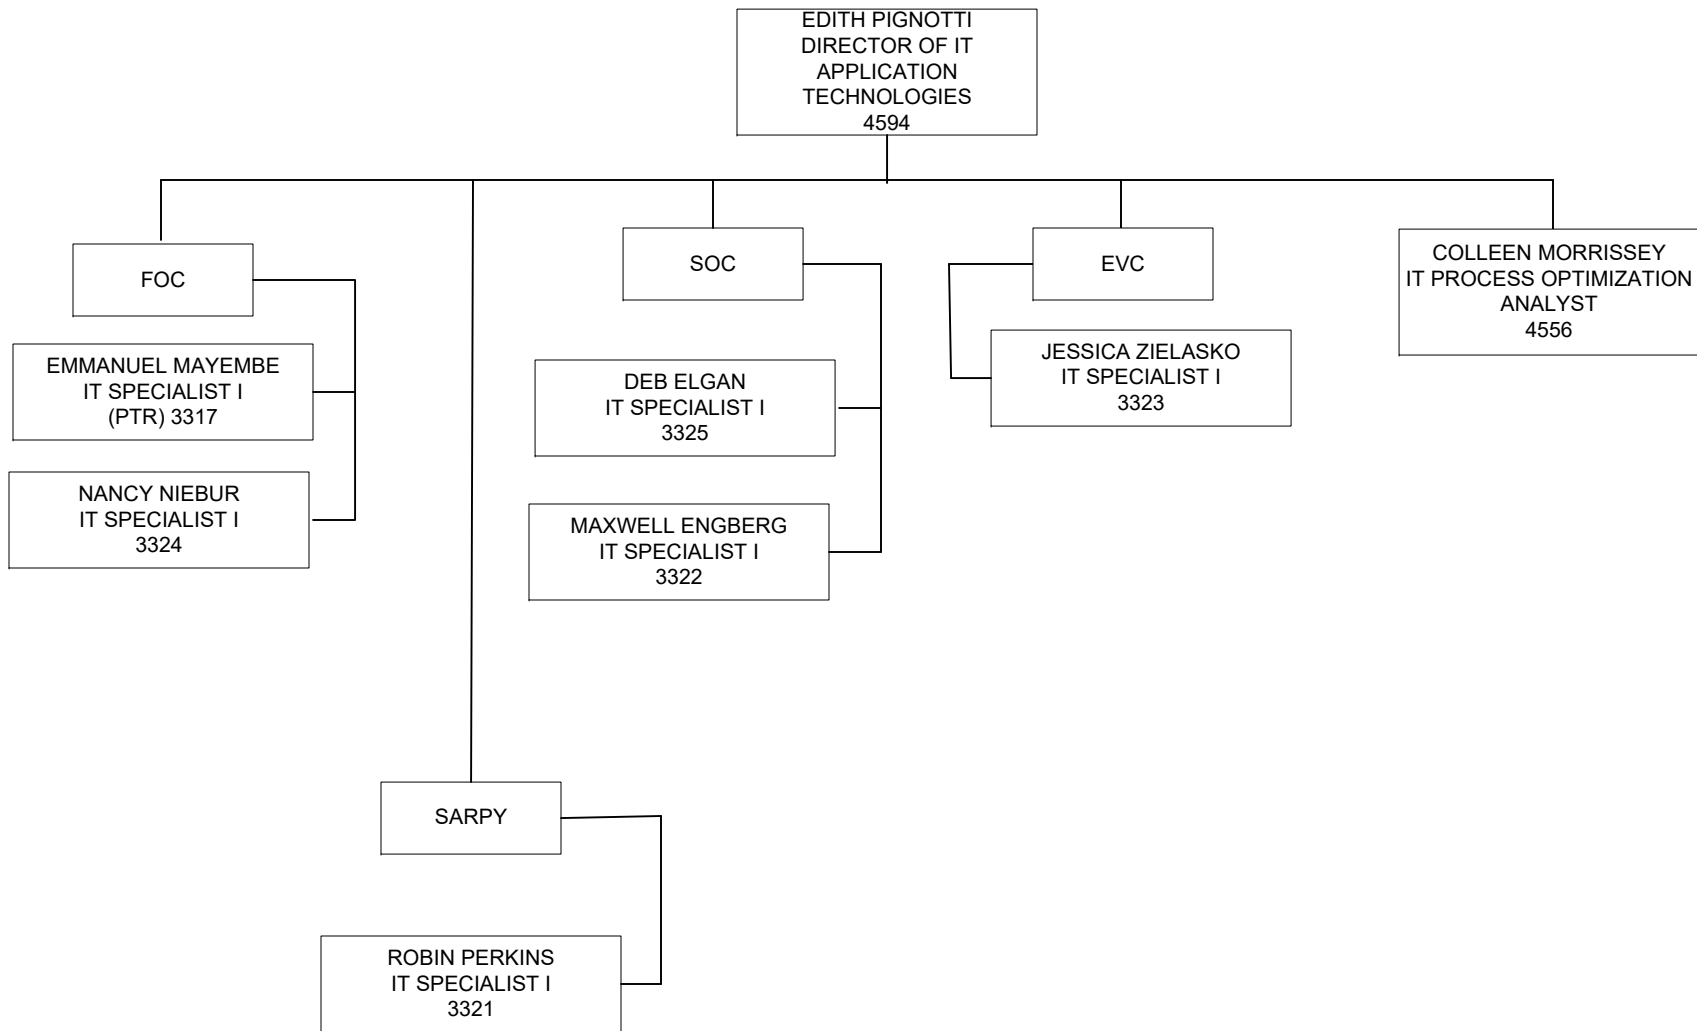 EDITH PIGNOTTI
DIRECTOR OF IT
APPLICATION
TECHNOLOGIES
4594
FOC
EMMANUEL MAYEMBE
IT SPECIALIST I
(PTR) 3317
NANCY NIEBUR
IT SPECIALIST I
3324
SARPY
ROBIN PERKINS
IT SPECIALIST I
3321
SOC
DEB ELGAN
IT SPECIALIST I
3325
MAXWELL ENGBERG
IT SPECIALIST I
3322
EVC
JESSICA ZIELASKO
IT SPECIALIST I
3323
COLLEEN MORRISSEY
IT PROCESS OPTIMIZATION
ANALYST
4556